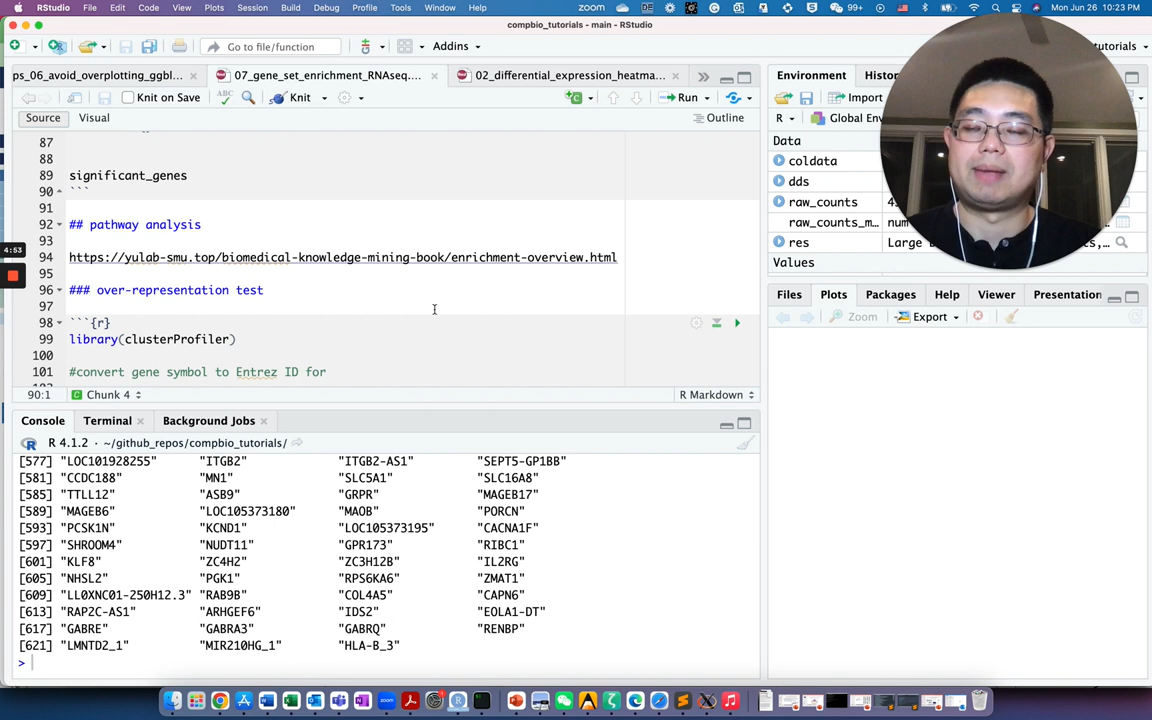 RStudio File Edit Code View Plots Session Build Debug Profile Tools Window Help zoom 99+ Mon Jun 26 10:23 PM
compbio_tutorials - main - RStudio
Go to file/function Addins tutorials
ps_06_avoid_overplotting_ggbl... 07_gene_set_enrichment_RNAseq.... 02_differential_expression_heatma...
Knit on Save ABC Knit Run
Source Visual Outline
87
88
89 significant_genes
90 ```
91
92 ## pathway analysis
93
94 https://yulab-smu.top/biomedical-knowledge-mining-book/enrichment-overview.html
95
96 ### over-representation test
97
98 ```{r}
99 library(clusterProfiler)
100
101 #convert gene symbol to Entrez ID for
90:1 Chunk 4 R Markdown
4:53
Console Terminal Background Jobs
R 4.1.2 · ~/github_repos/compbio_tutorials/
[577] "LOC101928255" "ITGB2" "ITGB2-AS1" "SEPT5-GP1BB"
[581] "CCDC188" "MN1" "SLC5A1" "SLC16A8"
[585] "TTLL12" "ASB9" "GRPR" "MAGEB17"
[589] "MAGEB6" "LOC105373180" "MAOB" "PORCN"
[593] "PCSK1N" "KCND1" "LOC105373195" "CACNA1F"
[597] "SHROOM4" "NUDT11" "GPR173" "RIBC1"
[601] "KLF8" "ZC4H2" "ZC3H12B" "IL2RG"
[605] "NHSL2" "PGK1" "RPS6KA6" "ZMAT1"
[609] "LL0XNC01-250H12.3" "RAB9B" "COL4A5" "CAPN6"
[613] "RAP2C-AS1" "ARHGEF6" "IDS2" "EOLA1-DT"
[617] "GABRE" "GABRA3" "GABRQ" "RENBP"
[621] "LMNTD2_1" "MIR210HG_1" "HLA-B_3"
>
Environment Histo
Import
R Global Env
Data
coldata
dds
raw_counts
raw_counts_m... num
res Large
Values
Files Plots Packages Help Viewer Presentation
Zoom Export